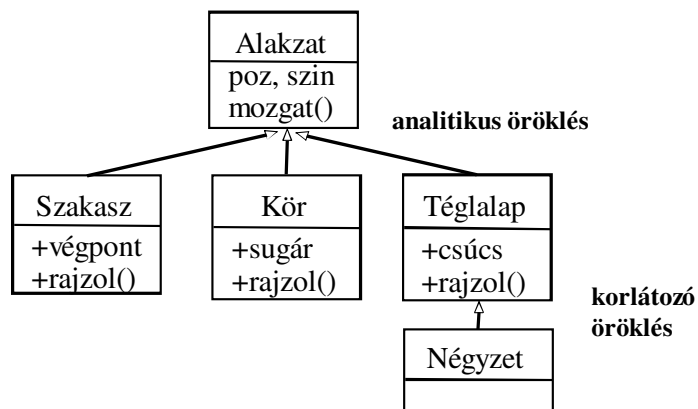 Alakzat
poz, szin
mozgat()
analitikus öröklés
Szakasz
+végpont
+rajzol()
Kör
+sugár
+rajzol()
Téglalap
+csúcs
+rajzol()
korlátozó
öröklés
Négyzet